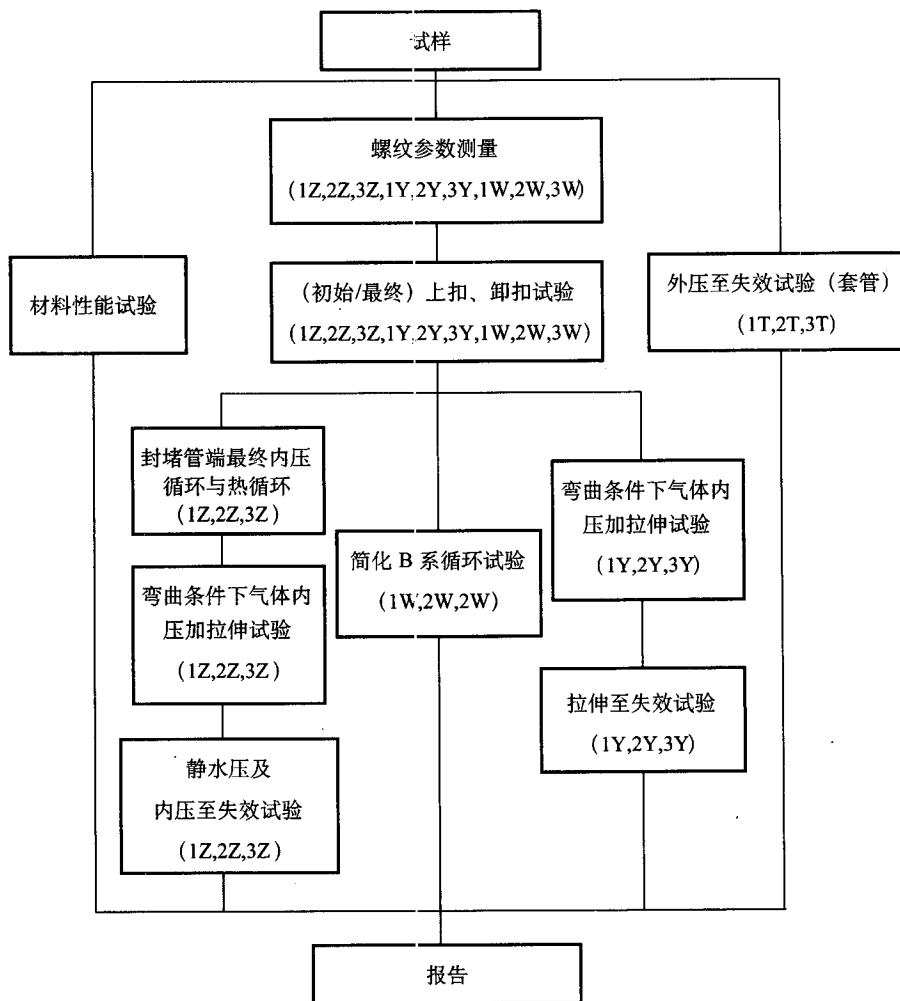 试样
螺纹参数测量
(1Z,2Z,3Z,1Y,2Y,3Y,1W,2W,3W)
材料性能试验
(初始/最终)上扣、卸扣试验
(1Z,2Z,3Z,1Y,2Y,3Y,1W,2W,3W)
外压至失效试验(套管)
(1T,2T,3T)
封堵管端最终内压
循环与热循环
(1Z,2Z,3Z)
弯曲条件下气体内
压加拉伸试验
(1Z,2Z,3Z)
静水压及
内压至失效试验
(1Z,2Z,3Z)
简化 B 系循环试验
(1W,2W,2W)
弯曲条件下气体内
压加拉伸试验
(1Y,2Y,3Y)
拉伸至失效试验
(1Y,2Y,3Y)
报告